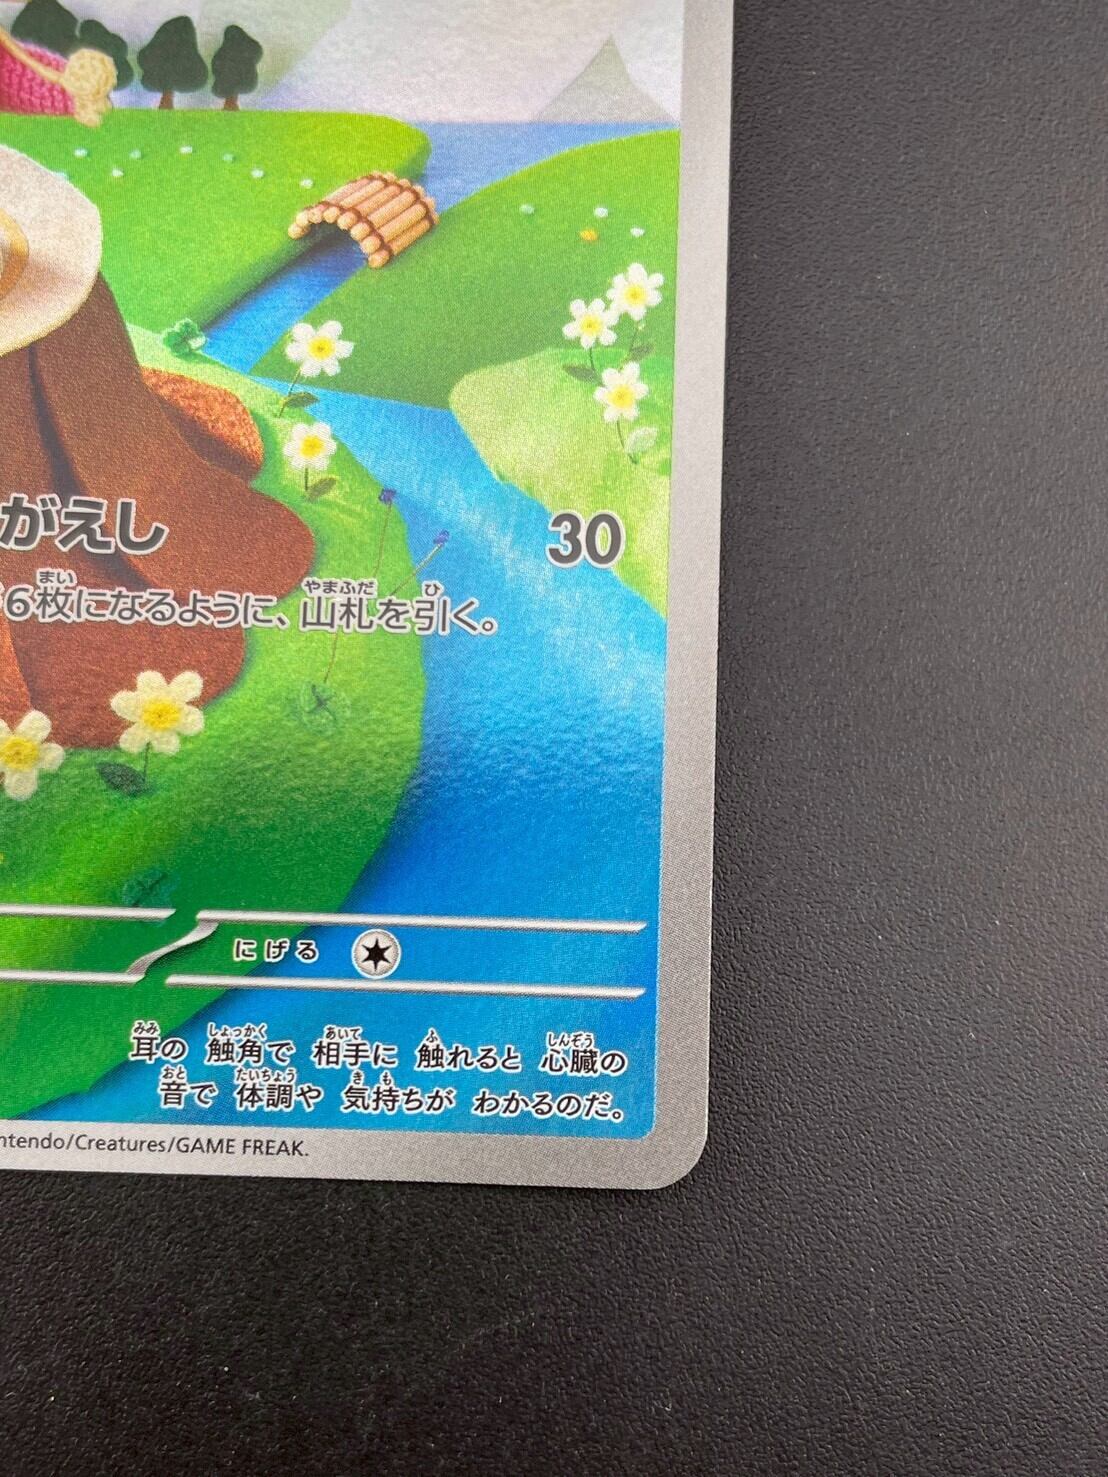 がえし 30
6枚になるように、山札を引く。
にげる
耳の 触角で 相手に 触れると 心臓の
音で 体調や 気持ちが わかるのだ。
ntendo/Creatures/GAME FREAK.